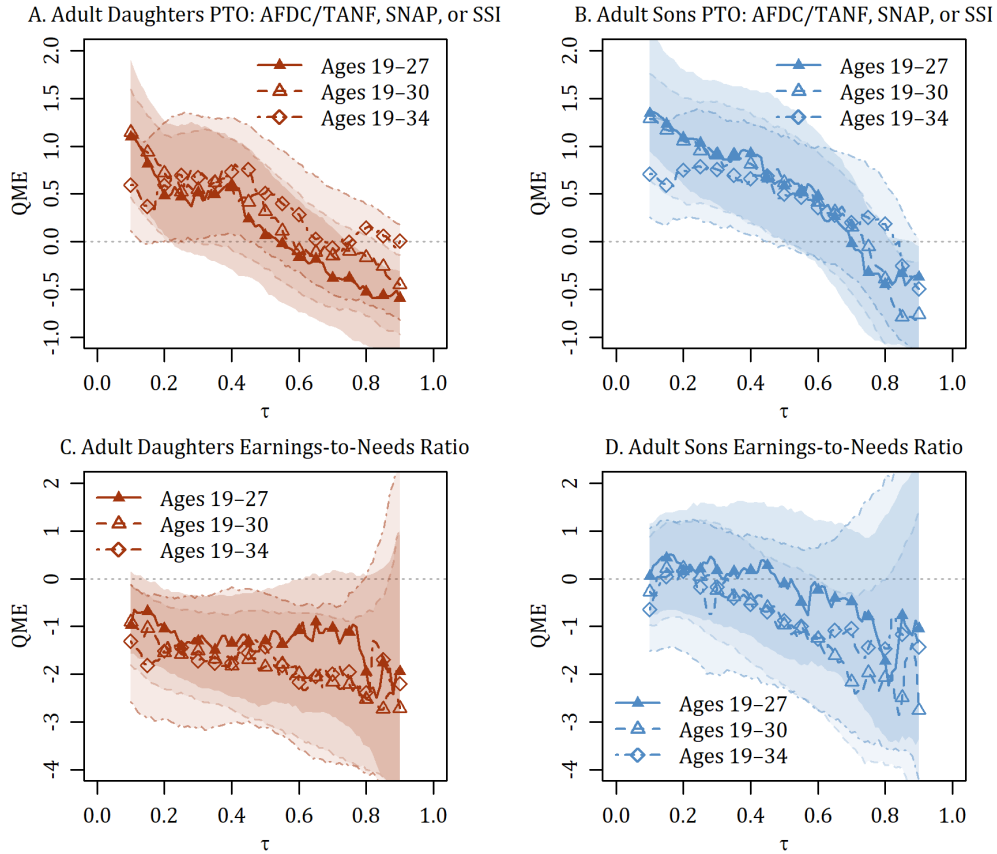 A. Adult Daughters PTO: AFDC/TANF, SNAP, or SSI
2.0
1.5
1.0
0.5
0.0
-0.5
-1.0
QME
Ages 19–27
Ages 19–30
Ages 19–34
0.0 0.2 0.4 0.6 0.8 1.0
τ
B. Adult Sons PTO: AFDC/TANF, SNAP, or SSI
2.0
1.5
1.0
0.5
0.0
-0.5
-1.0
QME
Ages 19–27
Ages 19–30
Ages 19–34
0.0 0.2 0.4 0.6 0.8 1.0
τ
C. Adult Daughters Earnings-to-Needs Ratio
2
1
0
-1
-2
-3
-4
QME
Ages 19–27
Ages 19–30
Ages 19–34
0.0 0.2 0.4 0.6 0.8 1.0
τ
D. Adult Sons Earnings-to-Needs Ratio
2
1
0
-1
-2
-3
-4
QME
Ages 19–27
Ages 19–30
Ages 19–34
0.0 0.2 0.4 0.6 0.8 1.0
τ